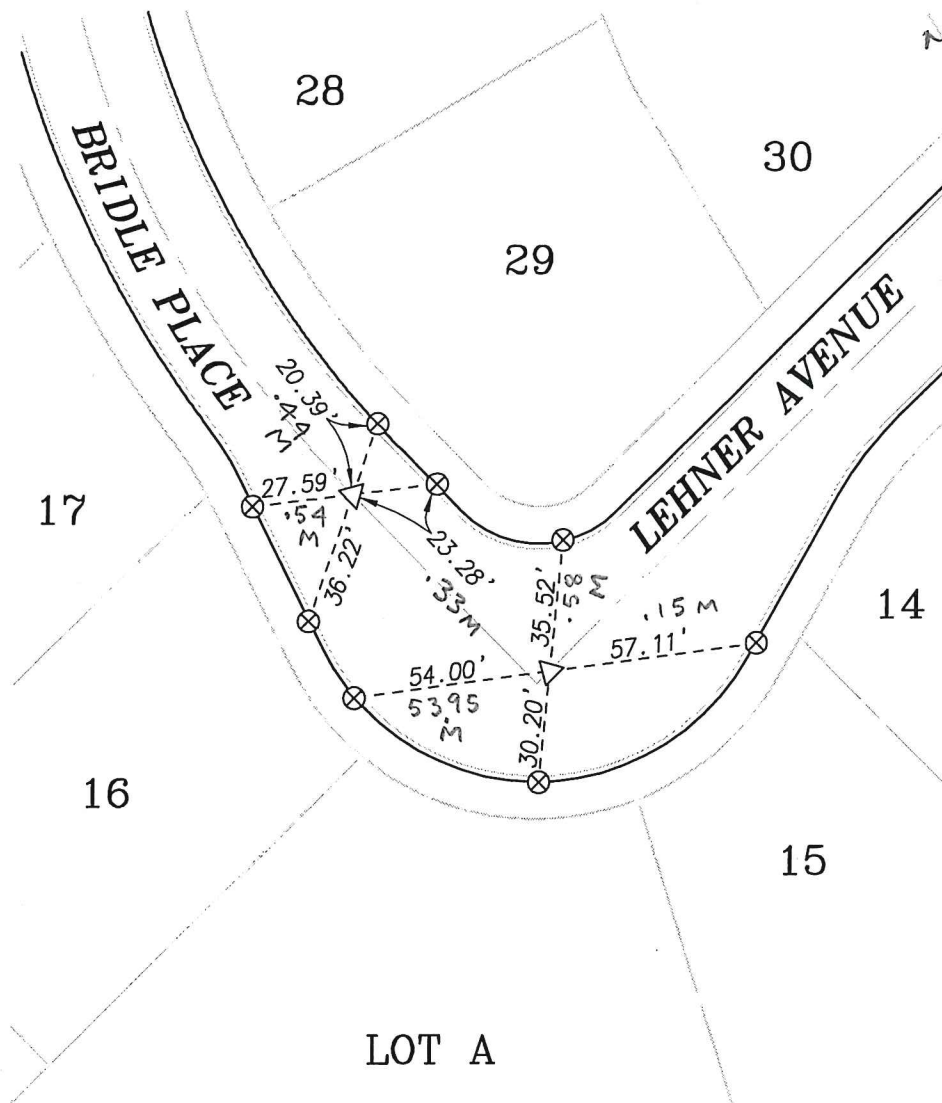 28
30
BRIDLE PLACE
29
LEHNER AVENUE
20.39'
.44
M
27.59'
.54
M
17
36.22'
23.28'
.33M
35.52'
.58
M
.15 M
57.11'
14
54.00'
53.95
M
30.20'
16
15
LOT A